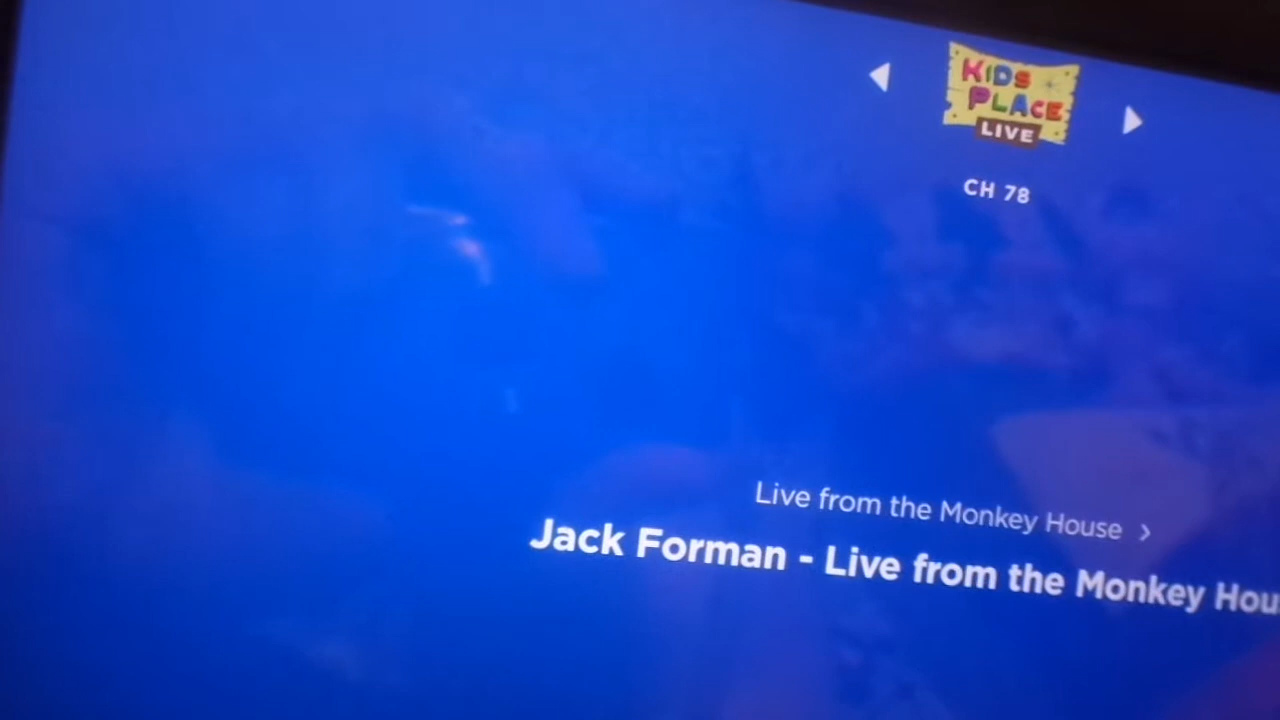 KIDS
PLACE
LIVE
CH 78
Live from the Monkey House
Jack Forman - Live from the Monkey Hou